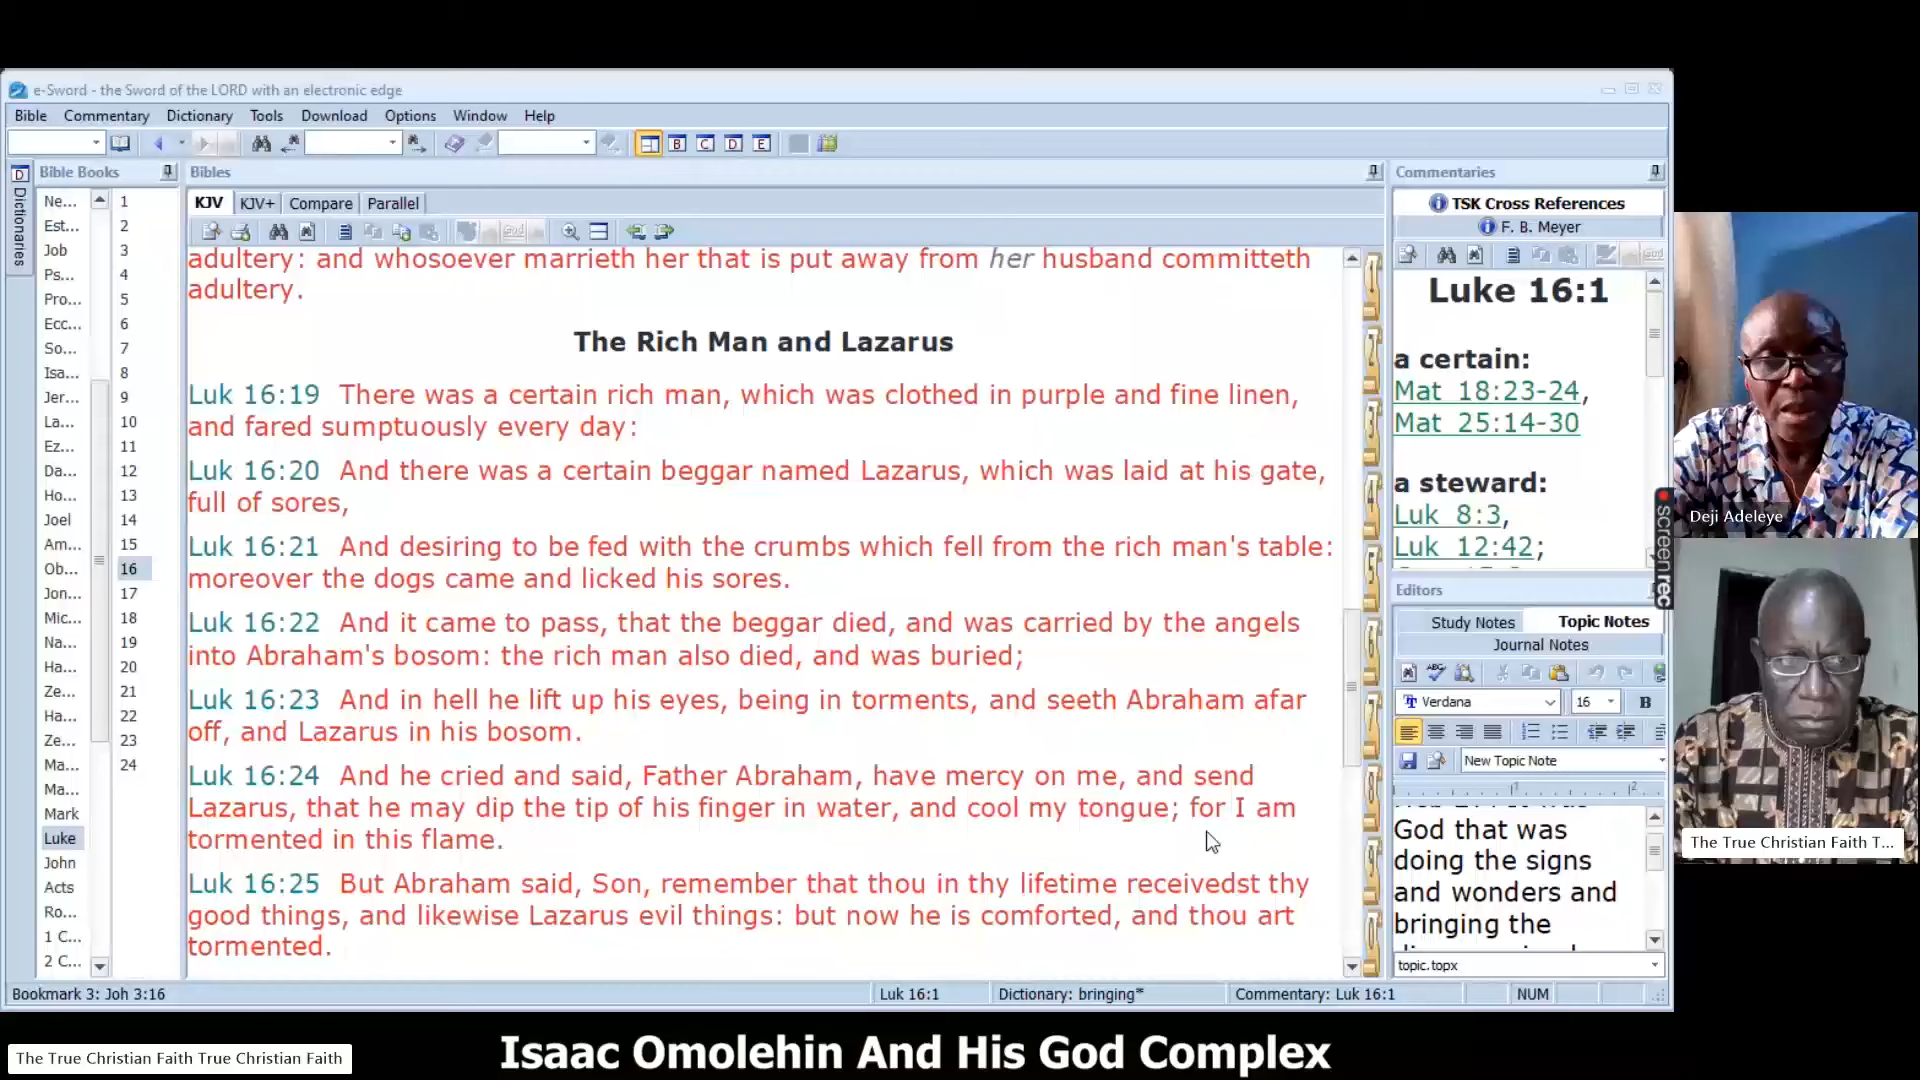 e-Sword - the Sword of the LORD with an electronic edge
Bible Commentary Dictionary Tools Download Options Window Help
B C D E
D
Dictionaries
Bible Books
Ne...
Est...
Job
Ps...
Pro...
Ecc...
So...
Isa...
Jer...
La...
Ez...
Da...
Ho...
Joel
Am...
Ob...
Jon...
Mic...
Na...
Ha...
Ze...
Ha...
Ze...
Ma...
Ma...
Mark
Luke
John
Acts
Ro...
1 C...
2 C...
1
2
3
4
5
6
7
8
9
10
11
12
13
14
15
16
17
18
19
20
21
22
23
24
Bibles
KJV KJV+ Compare Parallel
adultery: and whosoever marrieth her that is put away from her husband committeth
adultery.
The Rich Man and Lazarus
Luk 16:19 There was a certain rich man, which was clothed in purple and fine linen,
and fared sumptuously every day:
Luk 16:20 And there was a certain beggar named Lazarus, which was laid at his gate,
full of sores,
Luk 16:21 And desiring to be fed with the crumbs which fell from the rich man's table:
moreover the dogs came and licked his sores.
Luk 16:22 And it came to pass, that the beggar died, and was carried by the angels
into Abraham's bosom: the rich man also died, and was buried;
Luk 16:23 And in hell he lift up his eyes, being in torments, and seeth Abraham afar
off, and Lazarus in his bosom.
Luk 16:24 And he cried and said, Father Abraham, have mercy on me, and send
Lazarus, that he may dip the tip of his finger in water, and cool my tongue; for I am
tormented in this flame.
Luk 16:25 But Abraham said, Son, remember that thou in thy lifetime receivedst thy
good things, and likewise Lazarus evil things: but now he is comforted, and thou art
tormented.
1
2
3
4
5
6
7
8
9
0
Commentaries
TSK Cross References
F. B. Meyer
Luke 16:1
a certain:
Mat 18:23-24,
Mat 25:14-30
a steward:
Luk 8:3,
Luk 12:42;
Editors
Study Notes Topic Notes
Journal Notes
Verdana 16 B
New Topic Note
1 2
God that was
doing the signs
and wonders and
bringing the
topic.topx
Bookmark 3: Joh 3:16 Luk 16:1 Dictionary: bringing* Commentary: Luk 16:1 NUM
screenrec
Deji Adeleye
The True Christian Faith T...
The True Christian Faith True Christian Faith
Isaac Omolehin And His God Complex